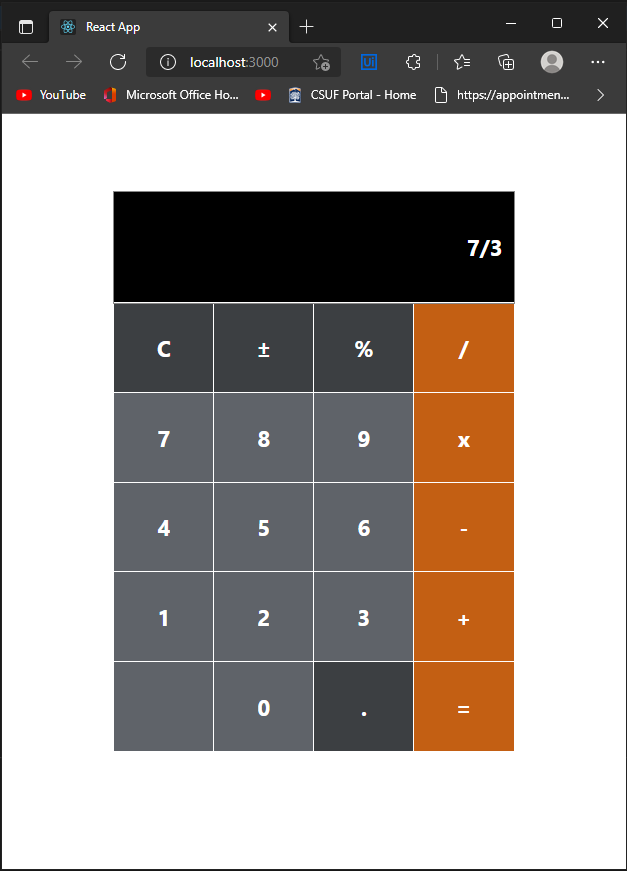 React App
localhost:3000
YouTube Microsoft Office Ho... CSUF Portal - Home https://appointmen...
7/3
C ± % /
7 8 9 x
4 5 6 -
1 2 3 +
0 . =